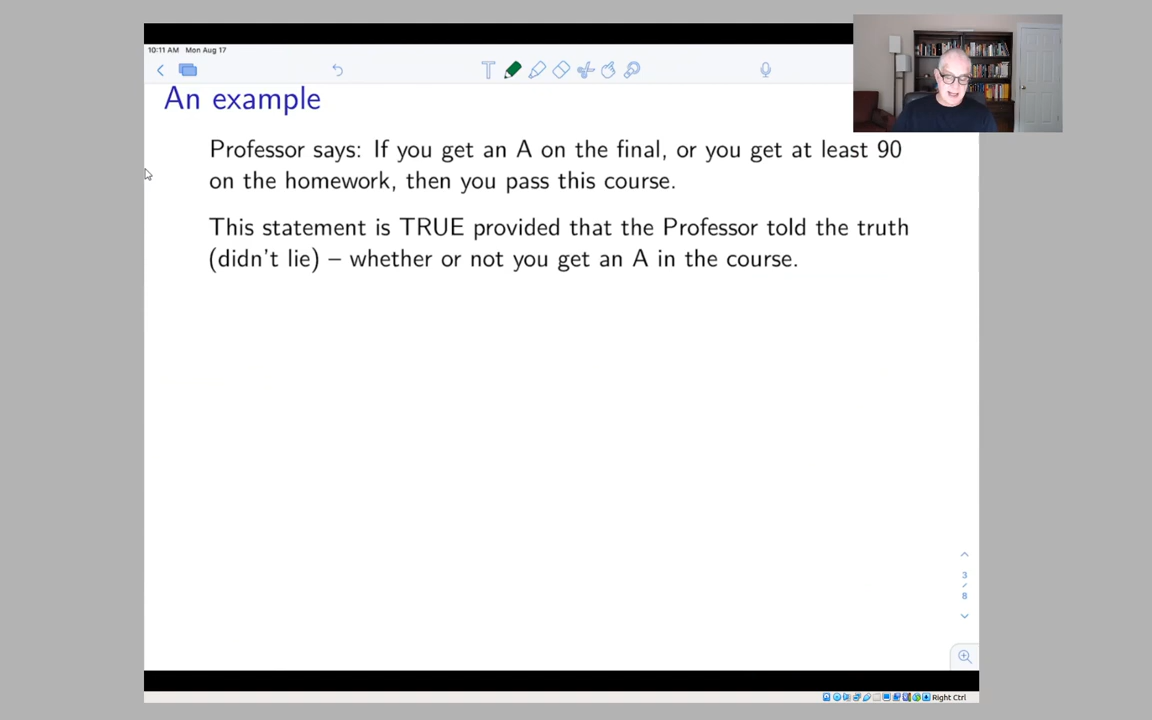 10:11 AM Mon Aug 17
T
An example
Professor says: If you get an A on the final, or you get at least 90
on the homework, then you pass this course.
This statement is TRUE provided that the Professor told the truth
(didn't lie) – whether or not you get an A in the course.
3
/
8
Right Ctrl